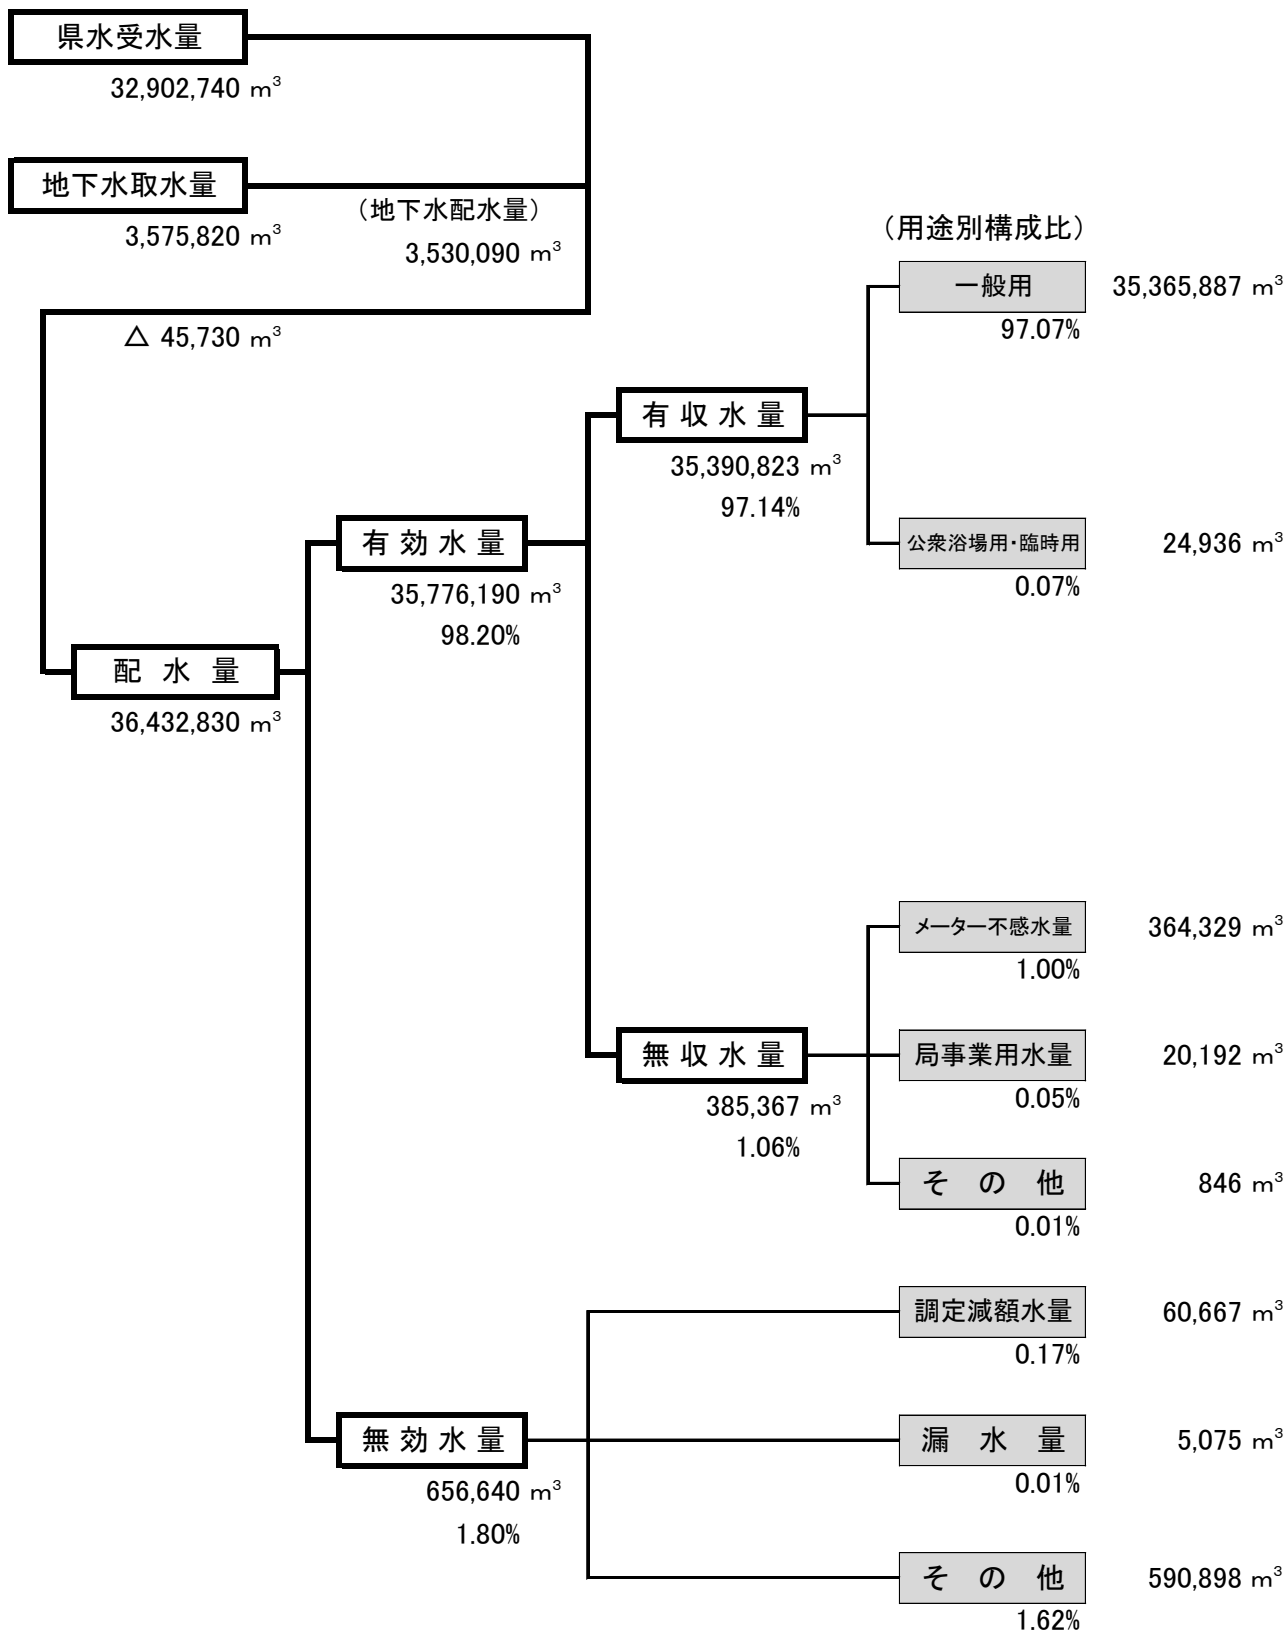 県水受水量
32,902,740 m³
地下水取水量
3,575,820 m³
（地下水配水量）
3,530,090 m³
△ 45,730 m³
（用途別構成比）
一般用
35,365,887 m³
97.07%
有収水量
35,390,823 m³
97.14%
公衆浴場用・臨時用
24,936 m³
0.07%
有効水量
35,776,190 m³
98.20%
配水量
36,432,830 m³
メーター不感水量
364,329 m³
1.00%
無収水量
385,367 m³
1.06%
局事業用水量
20,192 m³
0.05%
その他
846 m³
0.01%
調定減額水量
60,667 m³
0.17%
無効水量
656,640 m³
1.80%
漏水量
5,075 m³
0.01%
その他
590,898 m³
1.62%